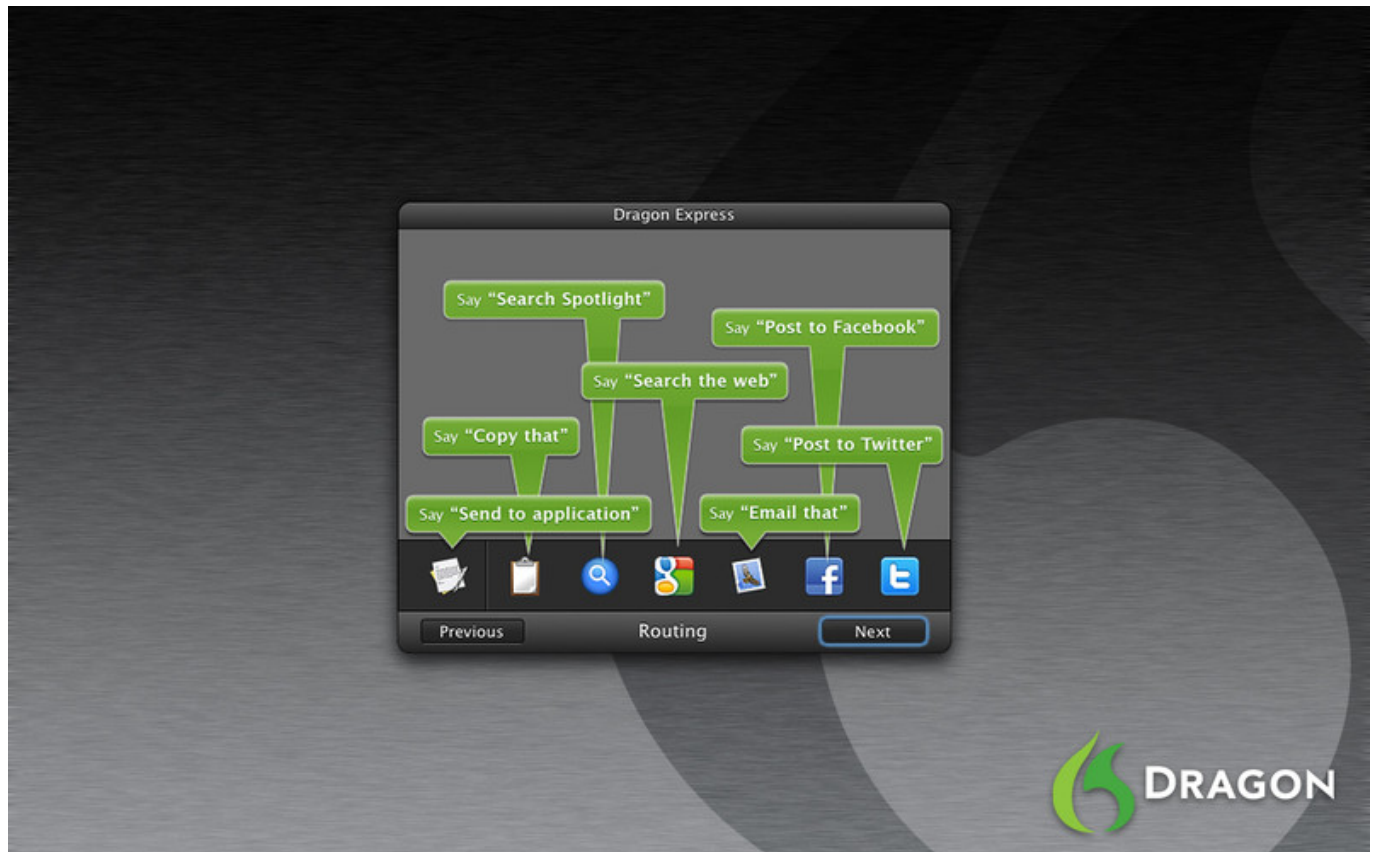 Dragon Express
Say “Search Spotlight”
Say “Post to Facebook”
Say “Search the web”
Say “Copy that”
Say “Post to Twitter”
Say “Send to application”
Say “Email that”
Previous
Routing
Next
DRAGON